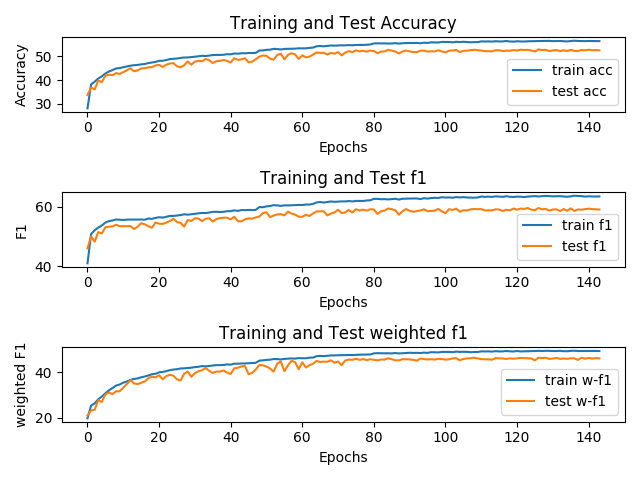 Training and Test Accuracy
Accuracy
50
40
30
train acc
test acc
0 20 40 60 80 100 120 140
Epochs
Training and Test f1
F1
60
40
train f1
test f1
0 20 40 60 80 100 120 140
Epochs
Training and Test weighted f1
weighted F1
40
20
train w-f1
test w-f1
0 20 40 60 80 100 120 140
Epochs